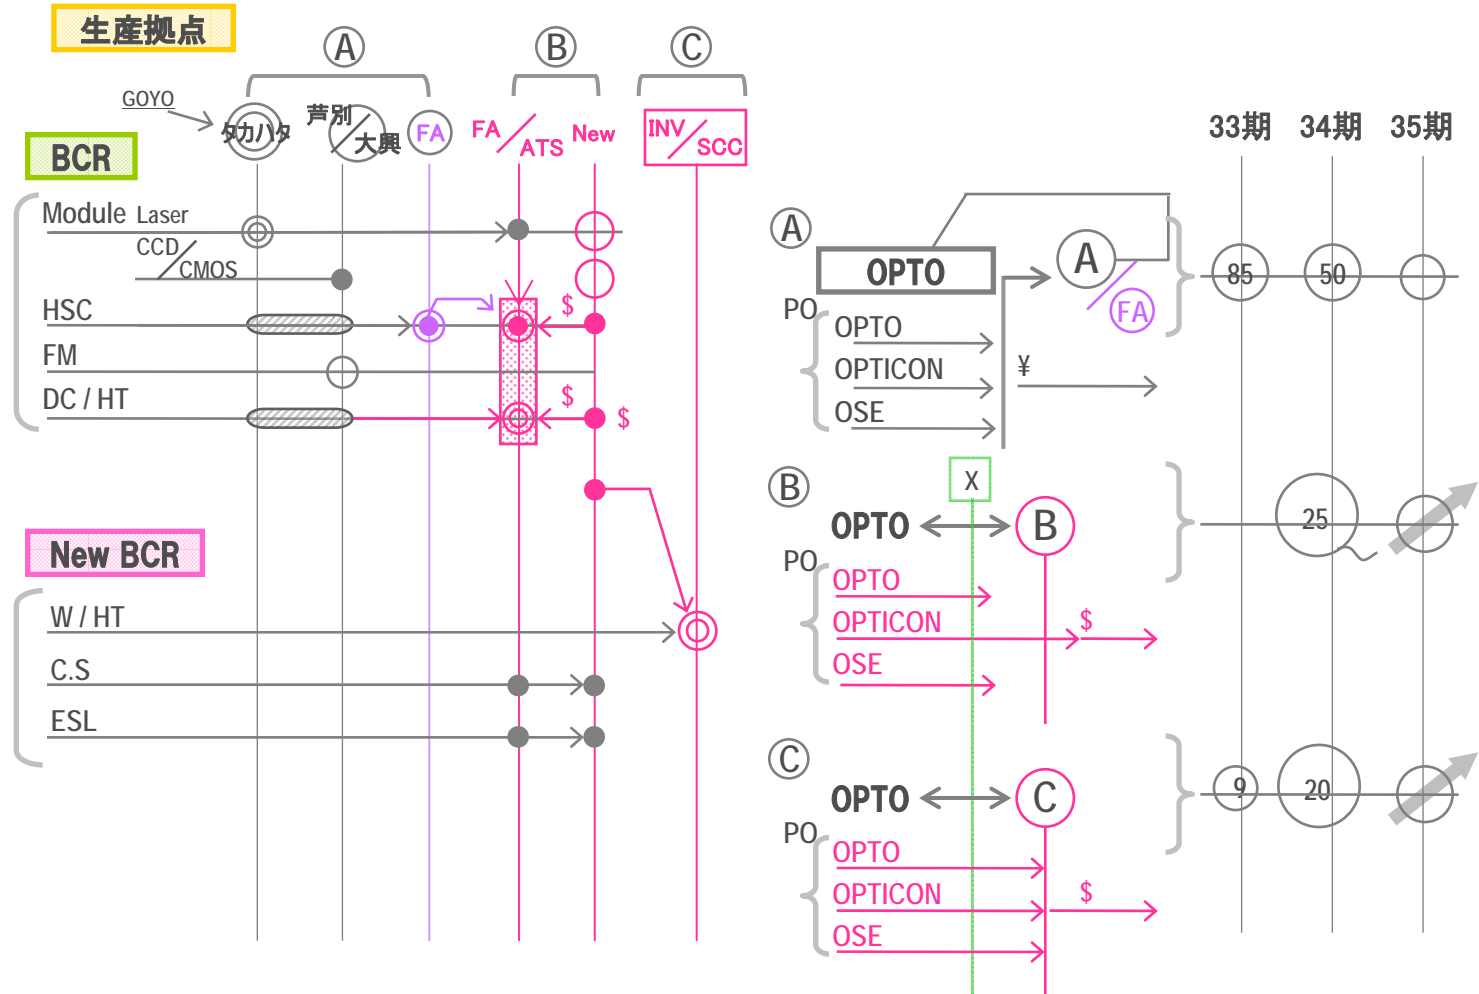 生産拠点
Ⓐ
Ⓑ
Ⓒ
GOYO
タカハタ
芦別
大興
FA
FA
ATS
New
INV
SCC
BCR
Module Laser
CCD
CMOS
HSC
$
FM
DC / HT
$
$
New BCR
W / HT
C.S
ESL
33期 34期 35期
Ⓐ
OPTO
A
FA
PO
OPTO
OPTICON
OSE
¥
85
50
Ⓑ
X
OPTO
B
PO
OPTO
OPTICON
OSE
$
25
Ⓒ
OPTO
C
PO
OPTO
OPTICON
OSE
$
9
20